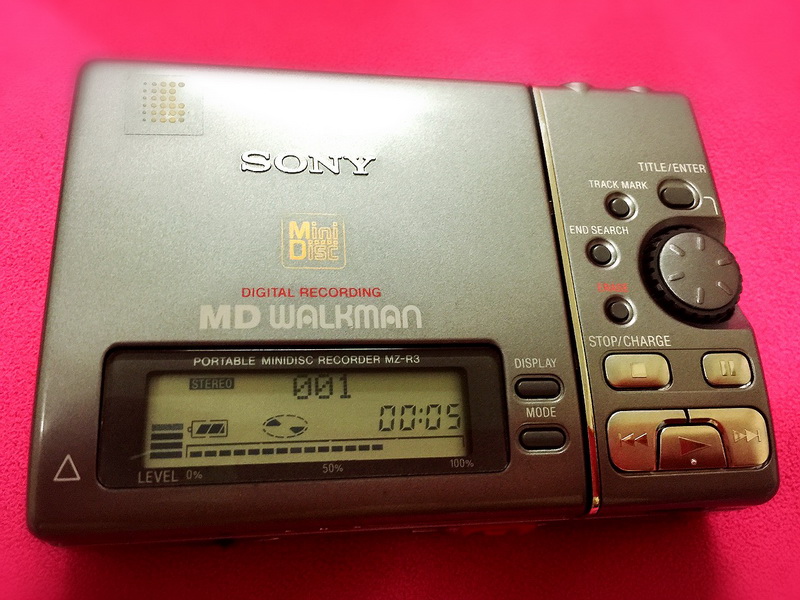 SONY
Mini
Disc
DIGITAL RECORDING
MD WALKMAN
PORTABLE MINIDISC RECORDER MZ-R3
STEREO
001
00:05
LEVEL 0% 50% 100%
DISPLAY
MODE
TITLE/ENTER
TRACK MARK
END SEARCH
ERASE
STOP/CHARGE